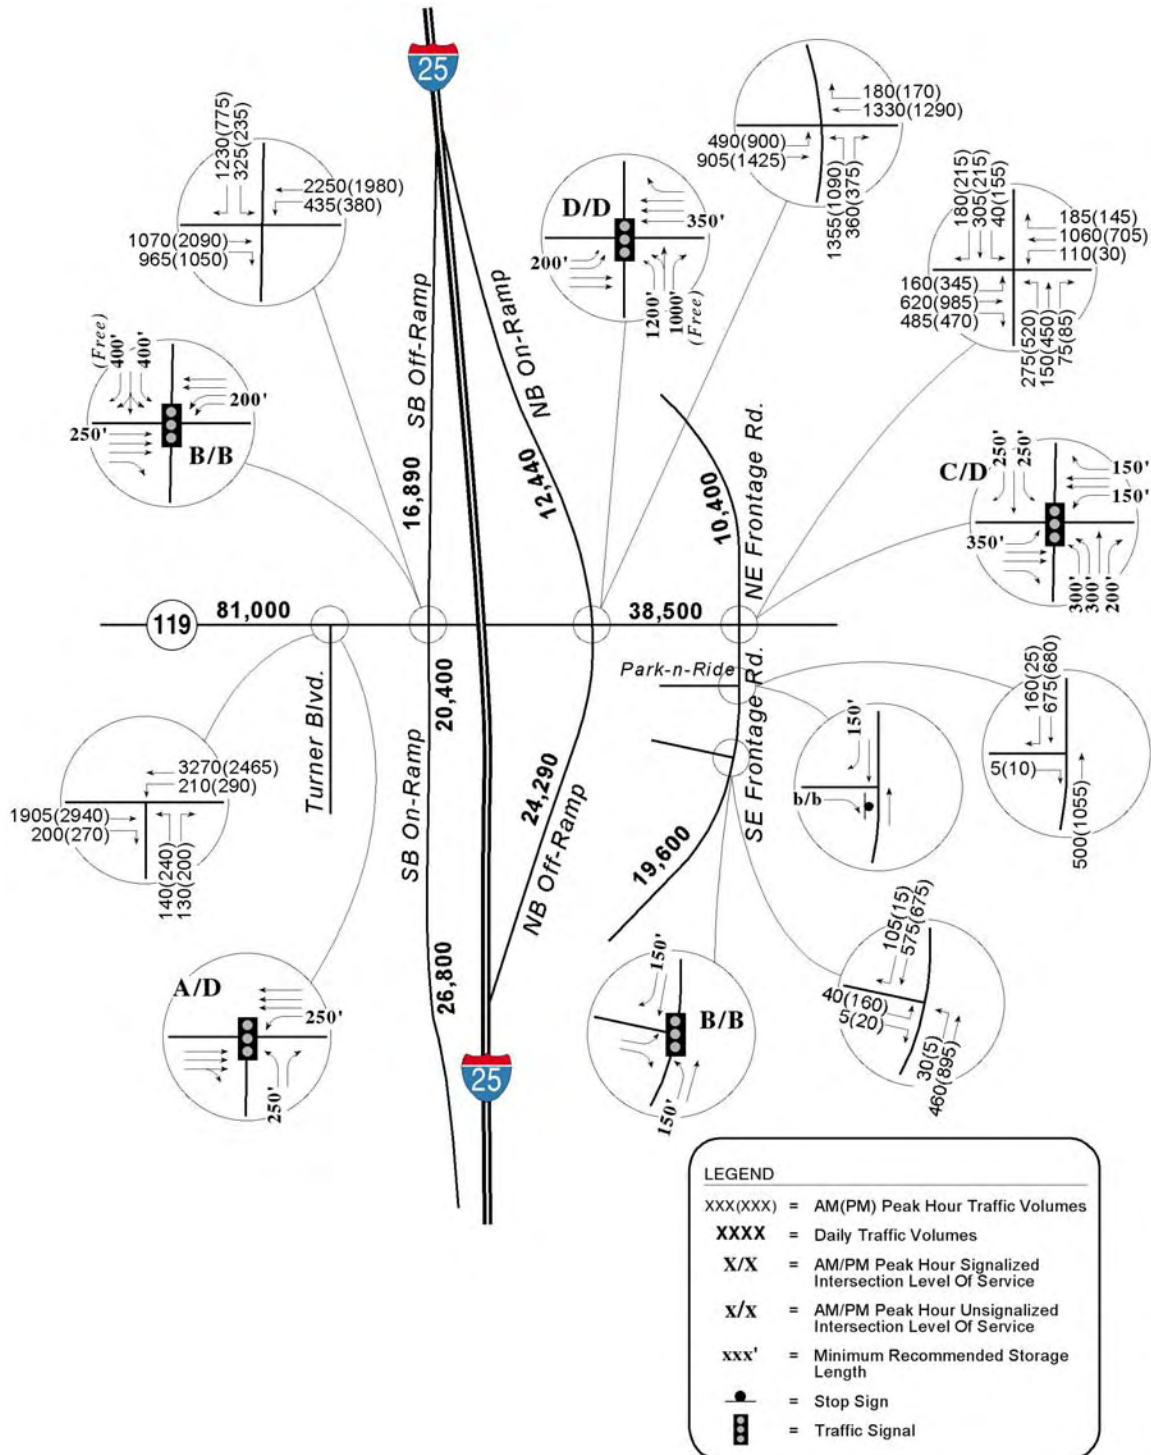 25
1230(775)
325(235)
2250(1980)
435(380)
1070(2090)
965(1050)
180(170)
1330(1290)
490(900)
905(1425)
1355(1090)
360(375)
D/D
350'
200'
1200'
1000'
(Free)
180(215)
305(215)
40(155)
185(145)
1060(705)
110(30)
160(345)
620(985)
485(470)
275(520)
150(450)
75(85)
(Free)
400'
400'
200'
250'
B/B
SB Off-Ramp
16,890
NB On-Ramp
12,440
10,400
NE Frontage Rd.
C/D
250'
250'
150'
150'
350'
300'
300'
200'
119
81,000
38,500
Turner Blvd.
20,400
SB On-Ramp
26,800
24,290
NB Off-Ramp
Park-n-Ride
SE Frontage Rd.
19,600
150'
b/b
160(25)
675(680)
5(10)
500(1055)
3270(2465)
210(290)
1905(2940)
200(270)
140(240)
130(200)
A/D
250'
250'
150'
B/B
150'
105(15)
575(675)
40(160)
5(20)
30(5)
460(895)
25
LEGEND
XXX(XXX) = AM(PM) Peak Hour Traffic Volumes
XXXX = Daily Traffic Volumes
X/X = AM/PM Peak Hour Signalized
Intersection Level Of Service
x/x = AM/PM Peak Hour Unsignalized
Intersection Level Of Service
xxx' = Minimum Recommended Storage
Length
= Stop Sign
= Traffic Signal